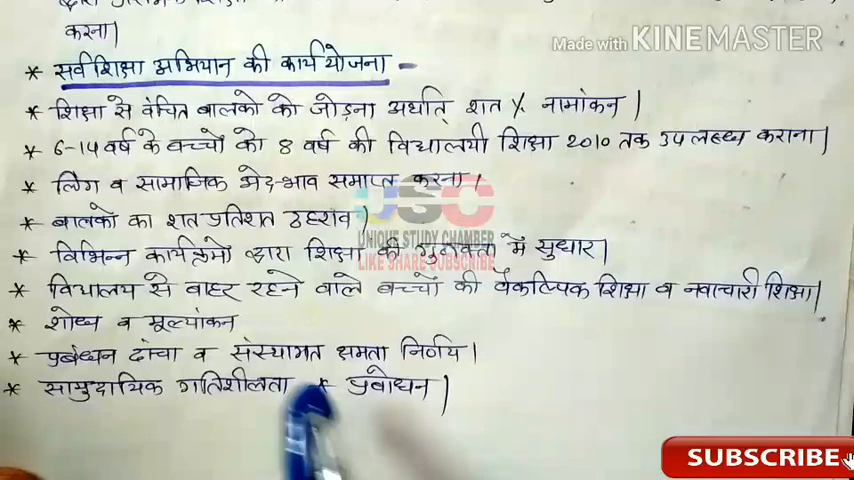 करना।
Made with KINEMASTER
* सर्व शिक्षा अभियान की कार्य योजना -
* शिक्षा से वंचित बालको को जोड़ना अर्थात् शत % नामांकन।
* 6-14 वर्ष के बच्चों को 8 वर्ष की विद्यालयी शिक्षा 2010 तक उपलब्ध कराना।
* लिंग व सामाजिक भेद-भाव समाप्त करना।
* बालको का शत प्रतिशत ठहराव।
* विभिन्न कार्यक्रमों द्वारा शिक्षा की गुणवत्ता में सुधार।
* विद्यालय से बाहर रहने वाले बच्चों की वैकल्पिक शिक्षा व नवाचारी शिक्षा।
* शोध व मूल्यांकन
* प्रबंधन ढांचा व संस्थागत क्षमता निर्णय।
* सामुदायिक गतिशीलता * प्रबोधन।
USC
UNIQUE STUDY CHAMBER
LIKE SHARE SUBSCRIBE
SUBSCRIBE